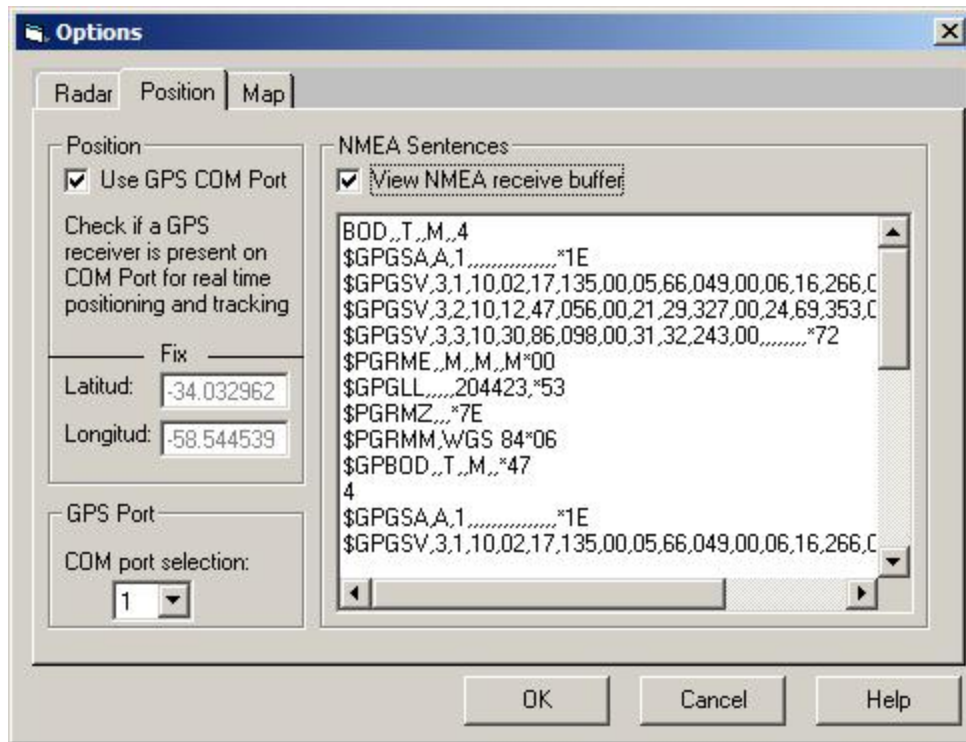 Options
Radar
Position
Map
Position
Use GPS COM Port
Check if a GPS
receiver is present on
COM Port for real time
positioning and tracking
Fix
Latitud: -34.032962
Longitud: -58.544539
GPS Port
COM port selection:
1
NMEA Sentences
View NMEA receive buffer
BOD,,T,,M,,4
$GPGSA,A,1,,,,,,,,,,,,,,,*1E
$GPGSV,3,1,10,02,17,135,00,05,66,049,00,06,16,266,0
$GPGSV,3,2,10,12,47,056,00,21,29,327,00,24,69,353,0
$GPGSV,3,3,10,30,86,098,00,31,32,243,00,,,,,,,,*72
$PGRME,,M,,M,,M*00
$GPGLL,,,,,204423,*53
$PGRMZ,,,*7E
$PGRMM,WGS 84*06
$GPBOD,,T,,M,,*47
4
$GPGSA,A,1,,,,,,,,,,,,,,,*1E
$GPGSV,3,1,10,02,17,135,00,05,66,049,00,06,16,266,0
OK
Cancel
Help